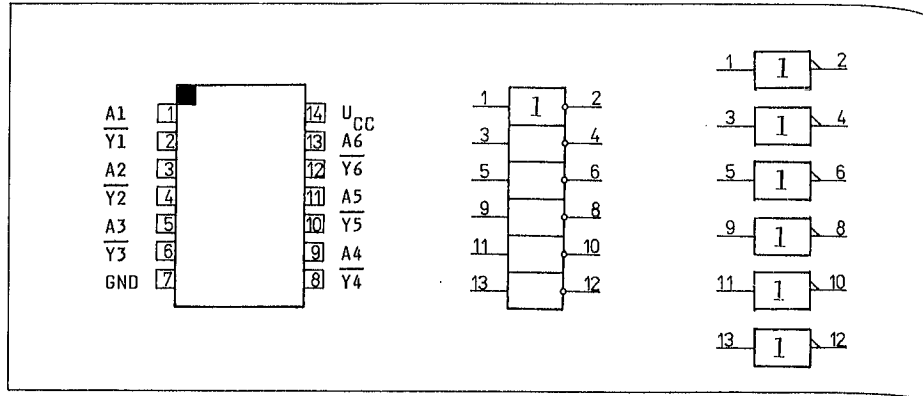 A1 1 14 UCC
Y1 2 13 A6
A2 3 12 Y6
Y2 4 11 A5
A3 5 10 Y5
Y3 6 9 A4
GND 7 8 Y4
1 1 2
3 4
5 6
9 8
11 10
13 12
1 1 2
3 1 4
5 1 6
9 1 8
11 1 10
13 1 12